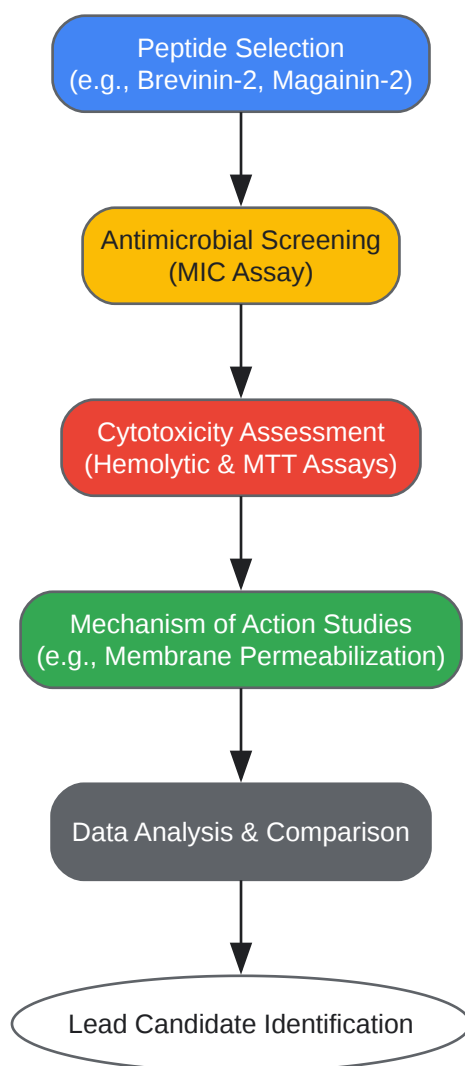 Peptide Selection
(e.g., Brevinin-2, Magainin-2)
Antimicrobial Screening
(MIC Assay)
Cytotoxicity Assessment
(Hemolytic & MTT Assays)
Mechanism of Action Studies
(e.g., Membrane Permeabilization)
Data Analysis & Comparison
Lead Candidate Identification